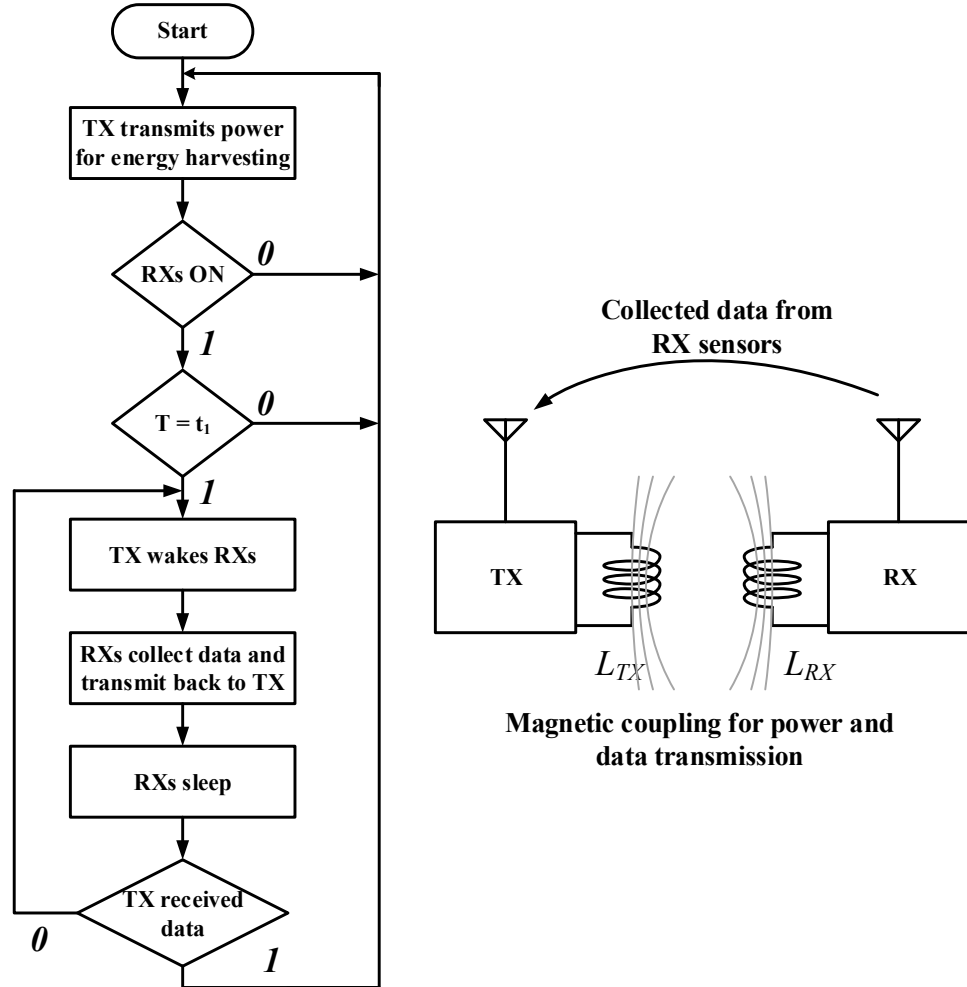 Start
TX transmits power
for energy harvesting
RXs ON
0
1
T = t₁
0
1
TX wakes RXs
RXs collect data and
transmit back to TX
RXs sleep
TX received
data
0
1
Collected data from
RX sensors
TX
RX
L_TX
L_RX
Magnetic coupling for power and
data transmission